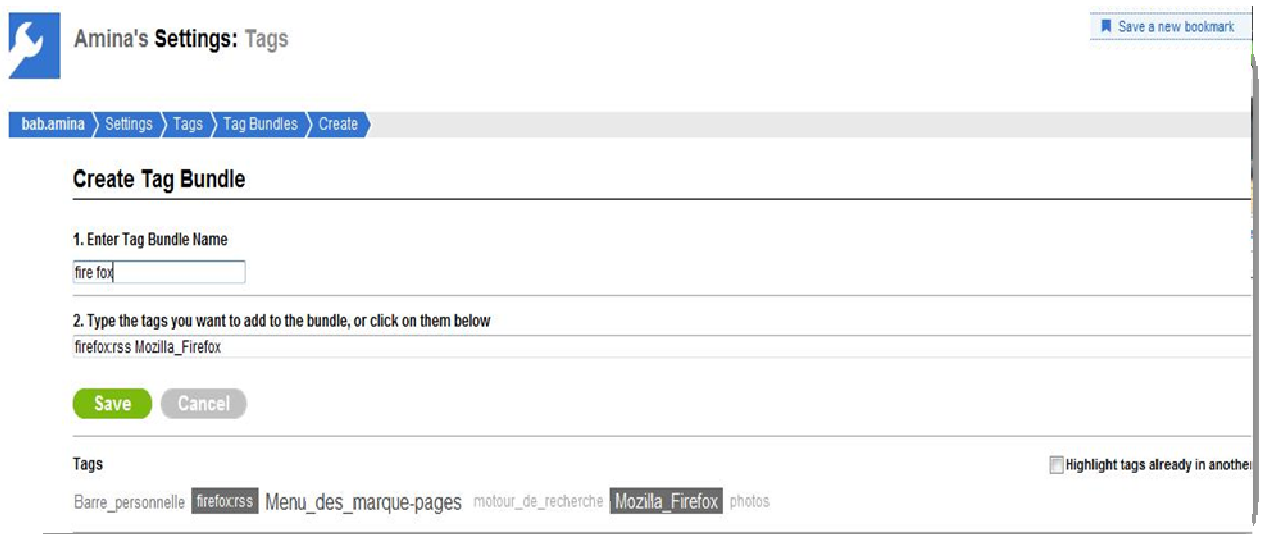 Amina's Settings: Tags
Save a new bookmark
bab.amina Settings Tags Tag Bundles Create
Create Tag Bundle
1. Enter Tag Bundle Name
fire fox
2. Type the tags you want to add to the bundle, or click on them below
firefox:rss Mozilla_Firefox
Save Cancel
Tags
Highlight tags already in another
Barre_personnelle firefox:rss Menu_des_marque-pages motour_de_recherche Mozilla_Firefox photos